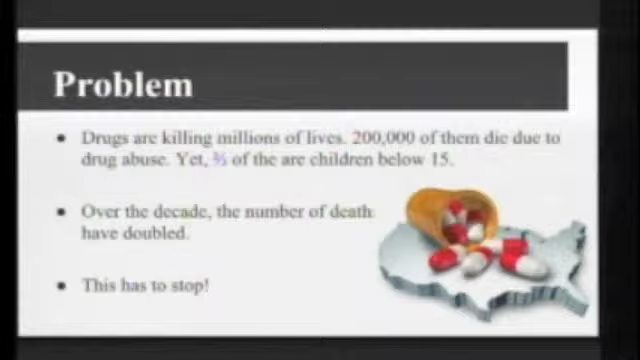 Problem
• Drugs are killing millions of lives. 200,000 of them die due to
drug abuse. Yet, of the are children below 15.
• Over the decade, the number of death
have doubled.
• This has to stop!